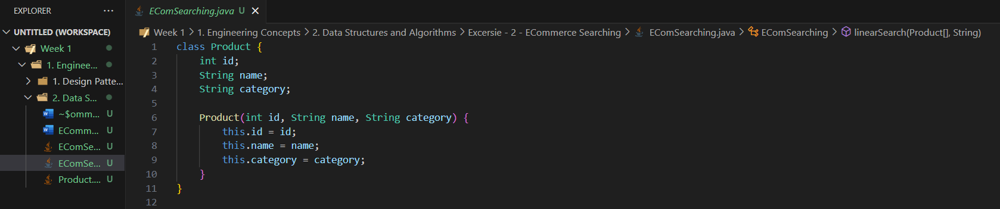 EXPLORER ...
UNTITLED (WORKSPACE)
Week 1
1. Enginee...
1. Design Patte...
2. Data S...
~$omm... U
EComm... U
EComSe... U
EComSe... U
Product.... U
EComSearching.java U
Week 1 > 1. Engineering Concepts > 2. Data Structures and Algorithms > Excersie - 2 - ECommerce Searching > EComSearching.java > EComSearching > linearSearch(Product[], String)
1 class Product {
2 int id;
3 String name;
4 String category;
5
6 Product(int id, String name, String category) {
7 this.id = id;
8 this.name = name;
9 this.category = category;
10 }
11 }
12